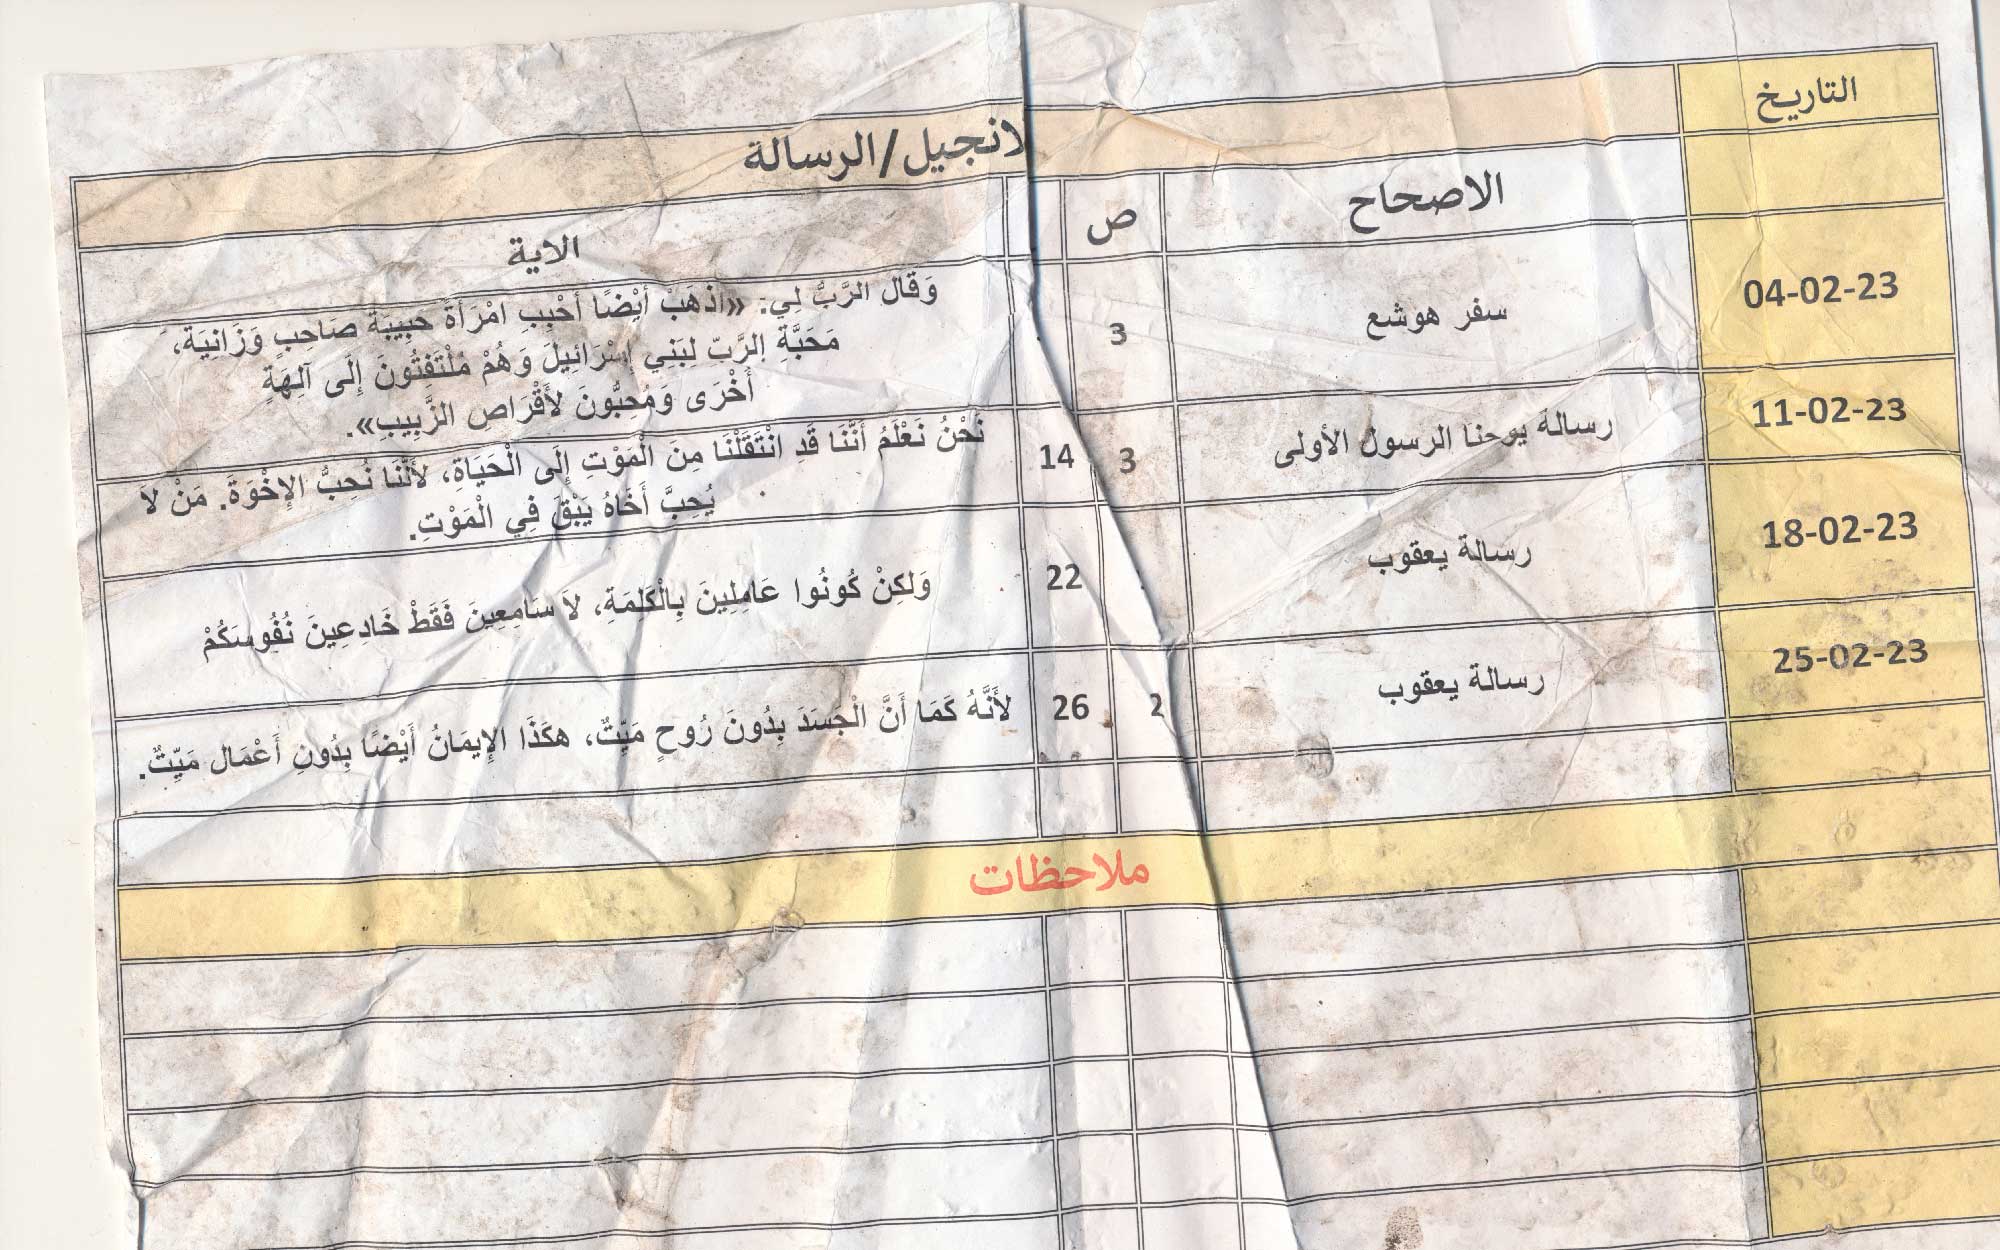 التاريخ
لانجيل/الرسالة
الاصحاح
ص
الاية
04-02-23
سفر هوشع
3
وَقَالَ الرَّبُّ لِي: «اذْهَبْ أَيْضًا أَحْبِبِ امْرَأَةً حَبِيبَةَ صَاحِبٍ وَزَانِيَةً،
مَحَبَّةِ الرَّبِّ لِبَنِي إِسْرَائِيلَ وَهُمْ مُلْتَفِتُونَ إِلَى آلِهَةٍ
أُخْرَى وَمُحِبُّونَ لأَقْرَاصِ الزَّبِيبِ».
11-02-23
رسالة يوحنا الرسول الأولى
3
14
نَحْنُ نَعْلَمُ أَنَّنَا قَدِ انْتَقَلْنَا مِنَ الْمَوْتِ إِلَى الْحَيَاةِ، لأَنَّنَا نُحِبُّ الإِخْوَةَ. مَنْ لاَ
يُحِبَّ أَخَاهُ يَبْقَ فِي الْمَوْتِ.
18-02-23
رسالة يعقوب
22
وَلكِنْ كُونُوا عَامِلِينَ بِالْكَلِمَةِ، لاَ سَامِعِينَ فَقَطْ خَادِعِينَ نُفُوسَكُمْ
25-02-23
رسالة يعقوب
2
26
لأَنَّهُ كَمَا أَنَّ الْجَسَدَ بِدُونَ رُوحٍ مَيِّتٌ، هكَذَا الإِيمَانُ أَيْضًا بِدُونِ أَعْمَال مَيِّتٌ.
ملاحظات